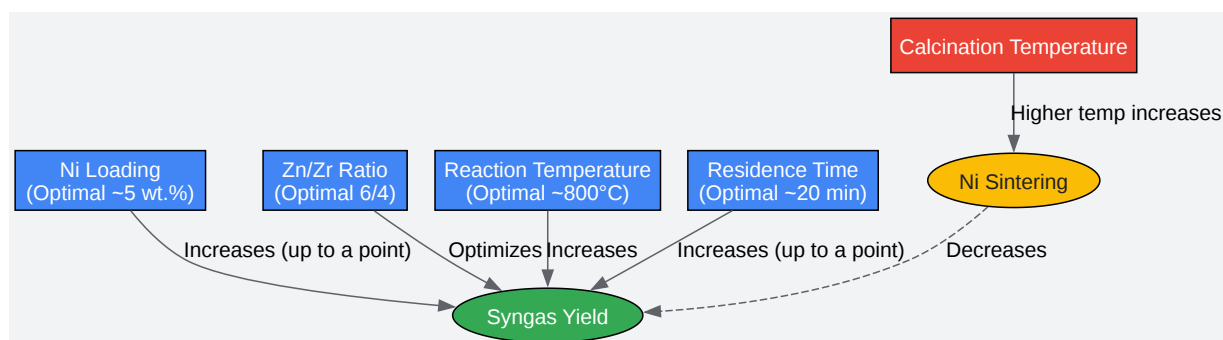 Calcination Temperature
Higher temp increases
Ni Loading
(Optimal ~5 wt.%)
Zn/Zr Ratio
(Optimal 6/4)
Reaction Temperature
(Optimal ~800°C)
Residence Time
(Optimal ~20 min)
Ni Sintering
Increases (up to a point)
Optimizes
Increases
Increases (up to a point)
Decreases
Syngas Yield